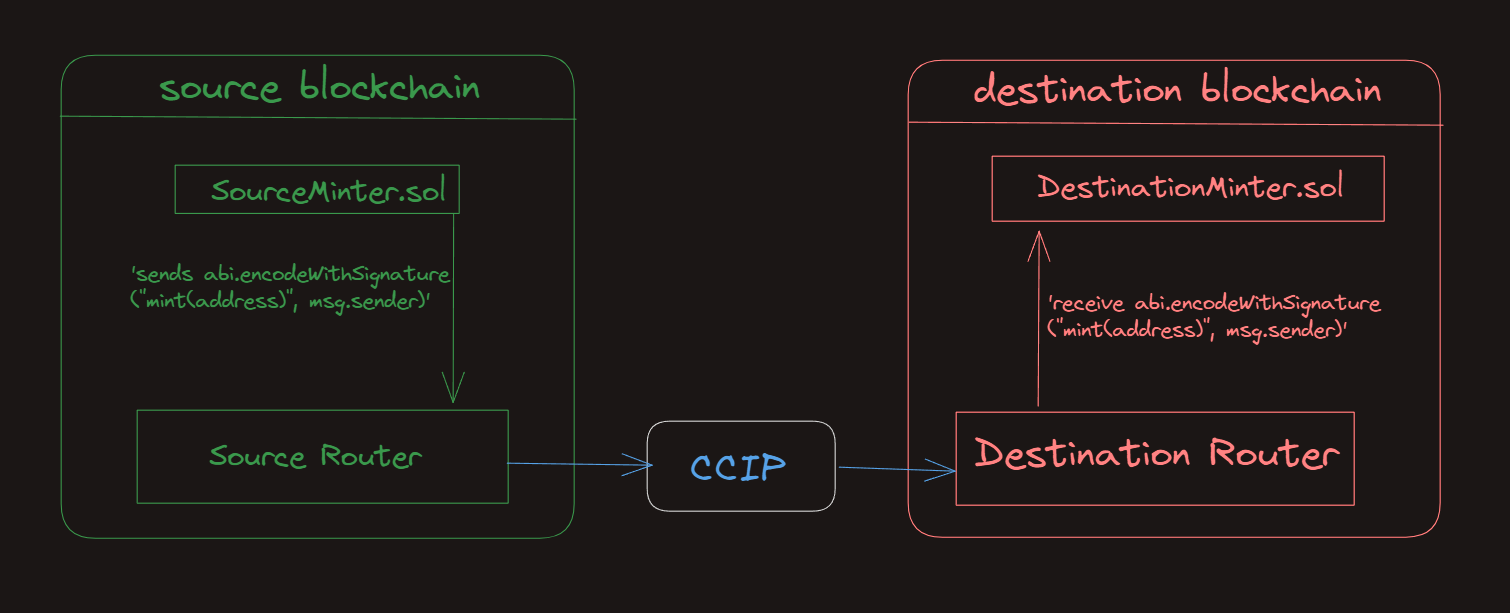 source blockchain
SourceMinter.sol
'sends abi.encodeWithSignature
("mint(address)", msg.sender)'
Source Router
CCIP
destination blockchain
DestinationMinter.sol
'receive abi.encodeWithSignature
("mint(address)", msg.sender)'
Destination Router